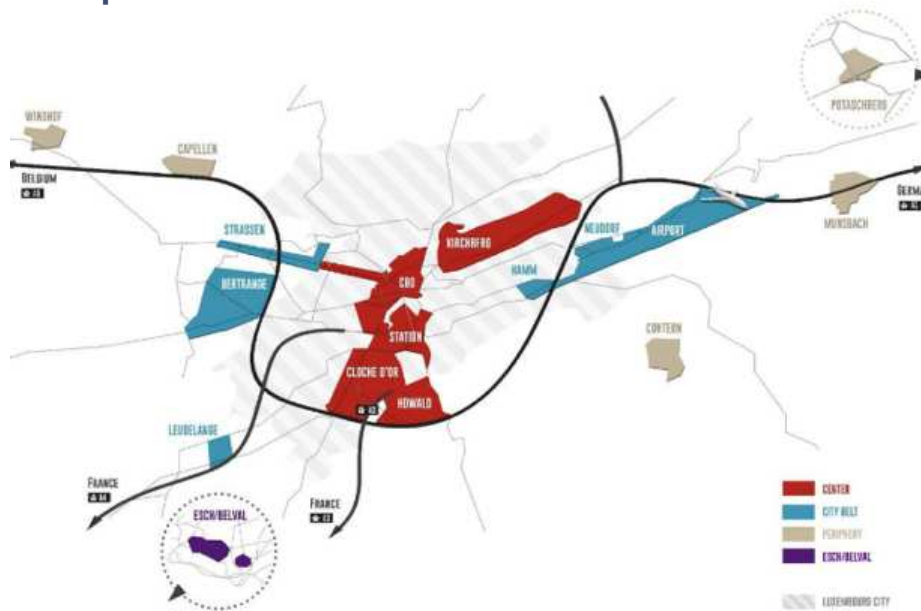 POTASCHBERG
WINDHOF
CAPELLEN
BELGIUM
GERMA
MUNSBACH
STRASSEN
KIRCHBERG
NEUDORF
AIRPORT
BERTRANGE
CBD
HAMM
STATION
CONTERN
CLOCHE D'OR
HOWALD
LEUDELANGE
FRANCE
FRANCE
ESCH/BELVAL
CENTER
CITY BELT
PERIPHERY
ESCH/BELVAL
LUXEMBOURG CITY